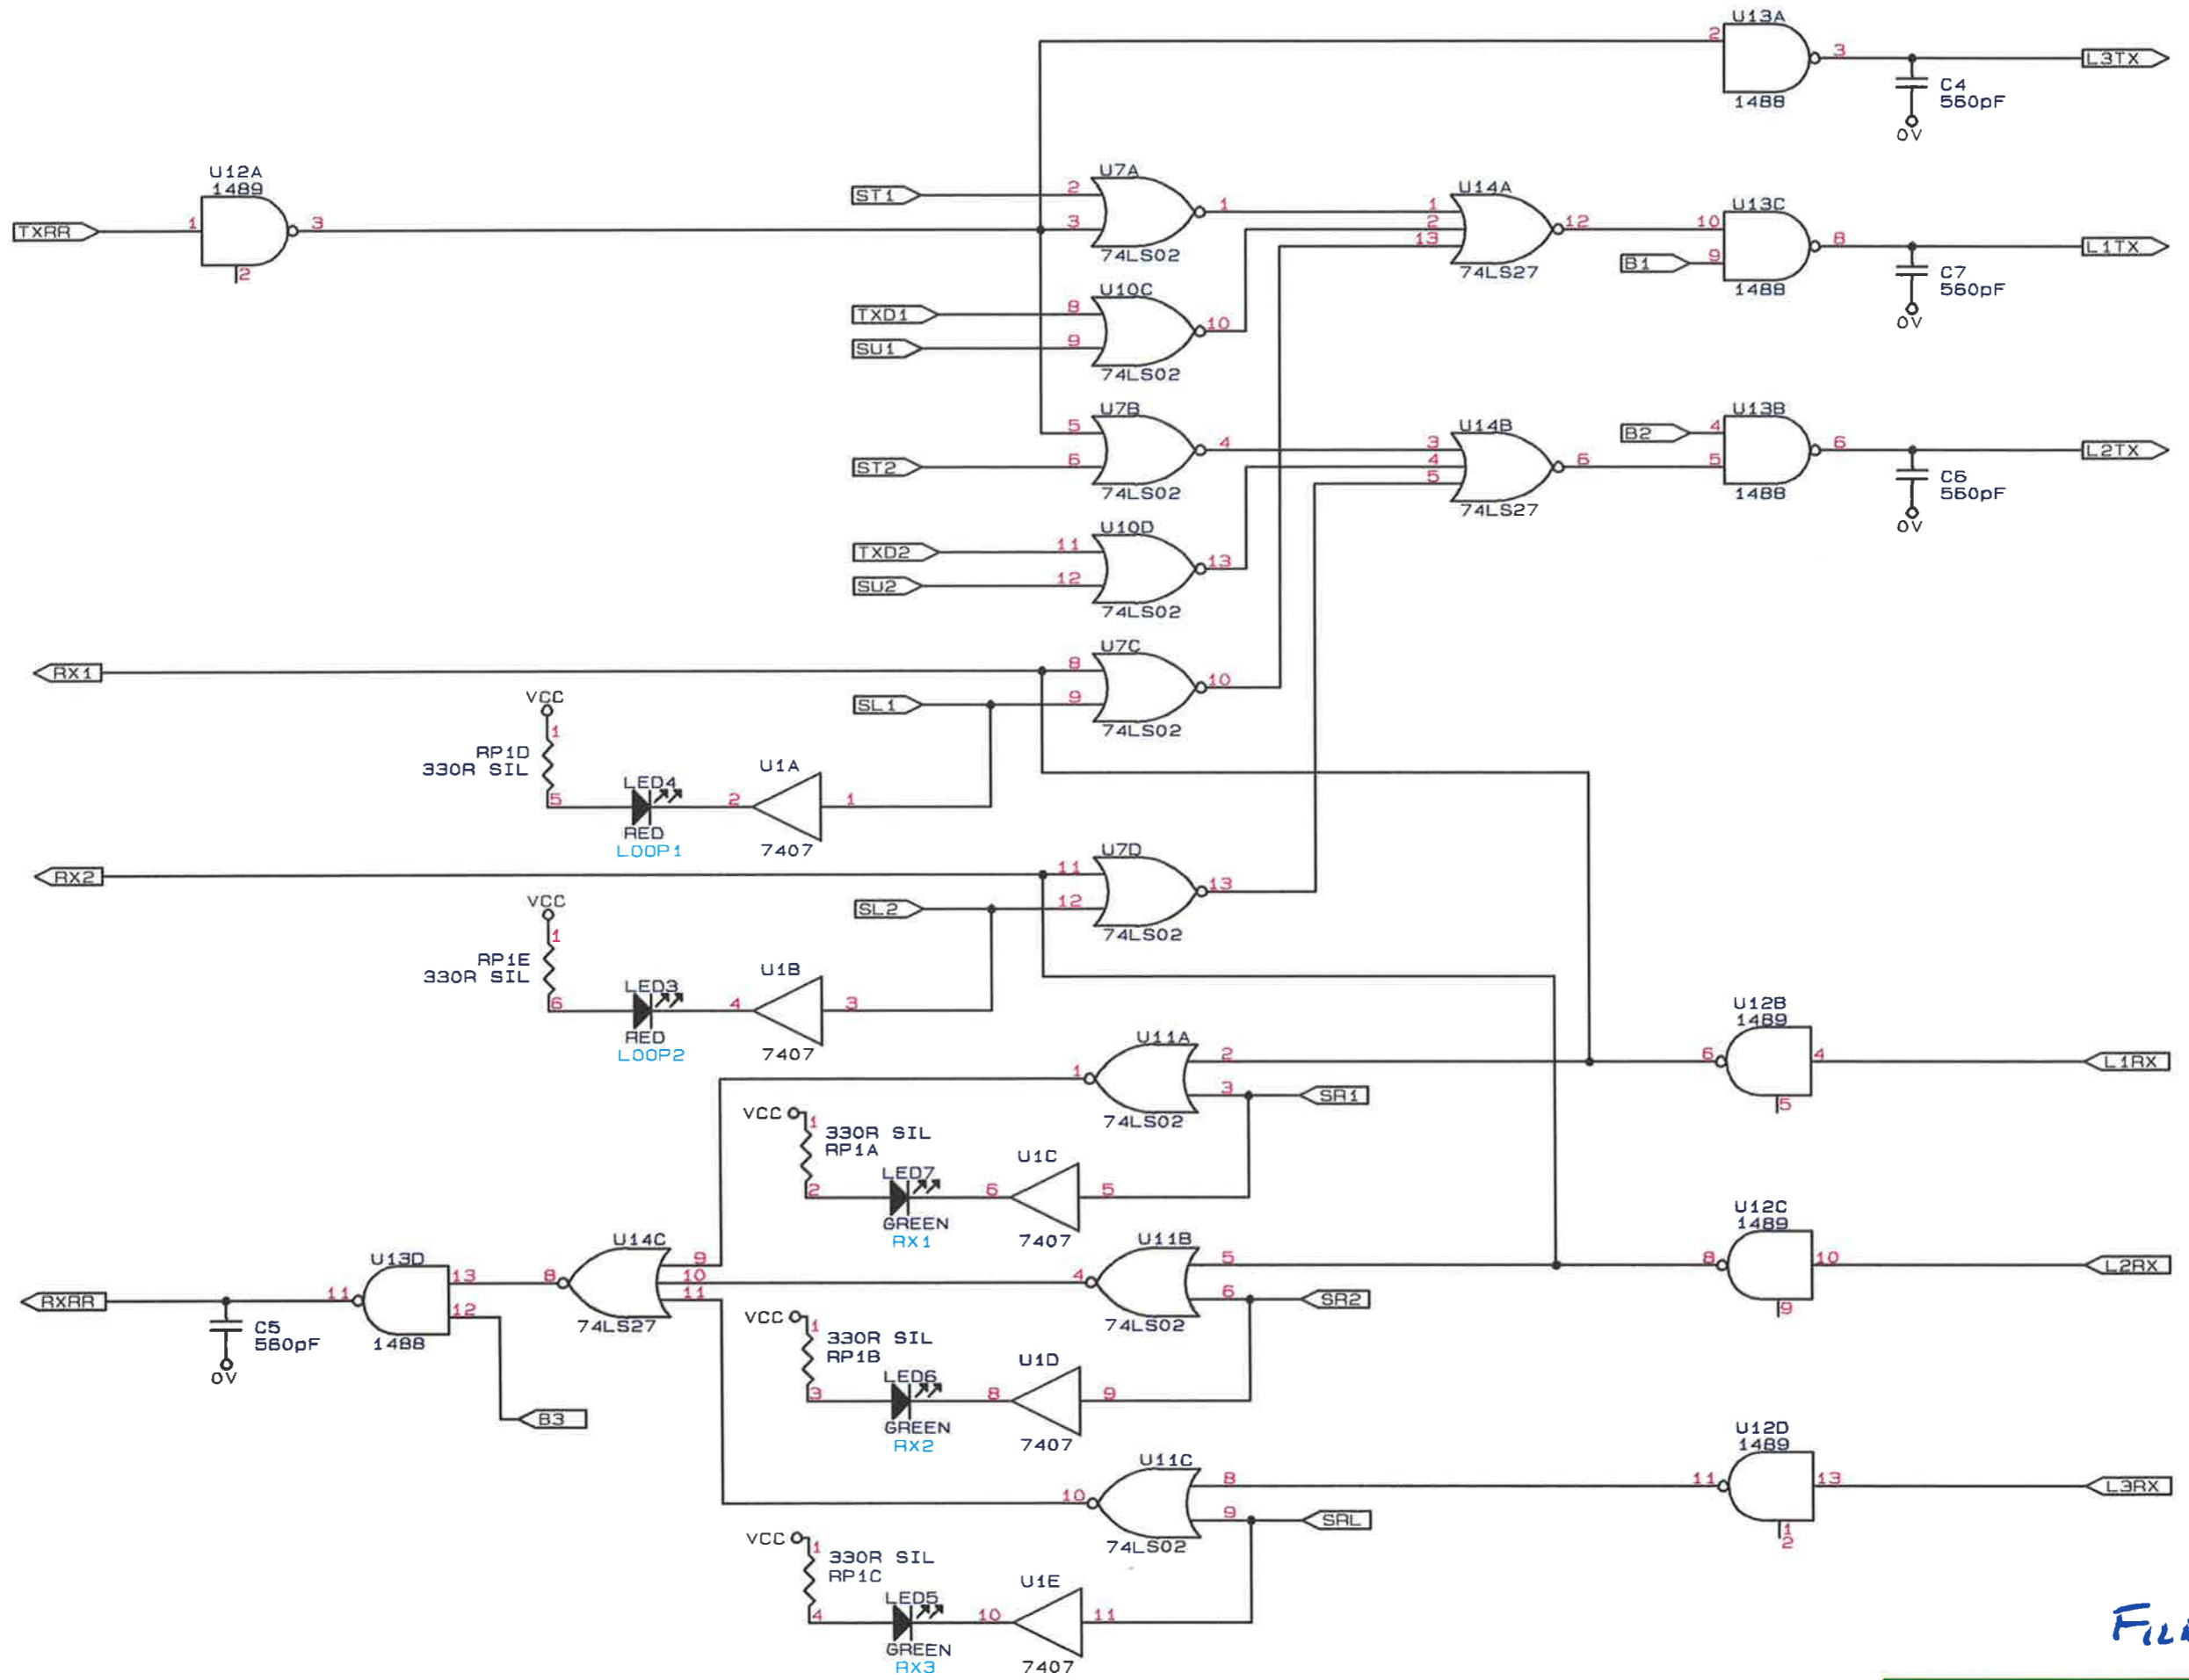 U13A
2
3
L3TX
1488
C4
560pF
0V
U12A
1489
TXRR
1
3
2
ST1
2
3
U7A
1
74LS02
U14A
1
2
13
12
74LS27
U13C
10
B1
9
8
L1TX
1488
C7
560pF
0V
TXD1
8
SU1
9
U10C
10
74LS02
U7B
5
ST2
6
4
74LS02
U14B
3
4
5
6
74LS27
U13B
B2
4
5
6
L2TX
1488
C6
560pF
0V
TXD2
11
SU2
12
U10D
13
74LS02
RX1
U7C
8
SL1
9
10
74LS02
VCC
1
RP1D
330R SIL
5
LED4
RED
LOOP1
2
U1A
1
7407
RX2
U7D
11
SL2
12
13
74LS02
VCC
1
RP1E
330R SIL
6
LED3
RED
LOOP2
4
U1B
3
7407
U11A
1
2
3
SR1
74LS02
U12B
1489
6
4
L1RX
5
VCC
1
330R SIL
RP1A
2
LED7
GREEN
RX1
6
U1C
5
7407
U13D
RXRR
11
13
12
1488
C5
560pF
0V
B3
U14C
8
9
10
11
74LS27
U11B
4
5
6
SR2
74LS02
U12C
1489
8
10
L2RX
9
VCC
1
330R SIL
RP1B
3
LED6
GREEN
RX2
8
U1D
9
7407
U11C
10
8
9
SRL
74LS02
U12D
1489
11
13
L3RX
1
2
VCC
1
330R SIL
RP1C
4
LED5
GREEN
RX3
10
U1E
11
7407